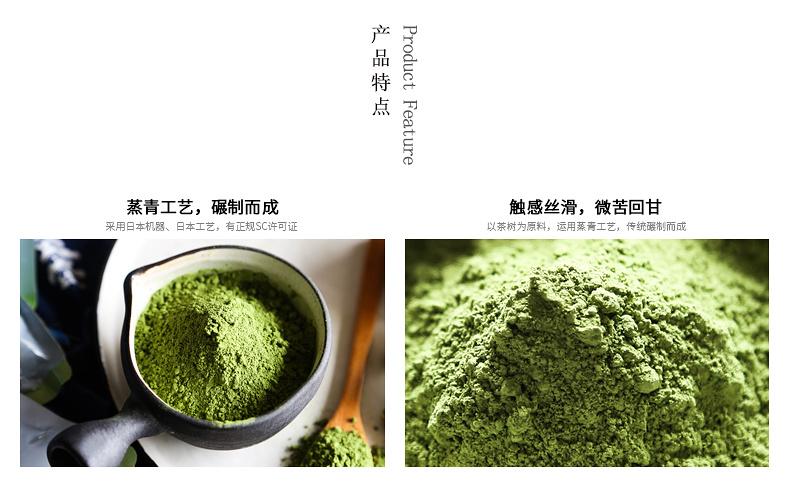 产品特点
Product Feature
蒸青工艺，碾制而成
采用日本机器、日本工艺，有正规SC许可证
触感丝滑，微苦回甘
以茶树为原料，运用蒸青工艺，传统碾制而成